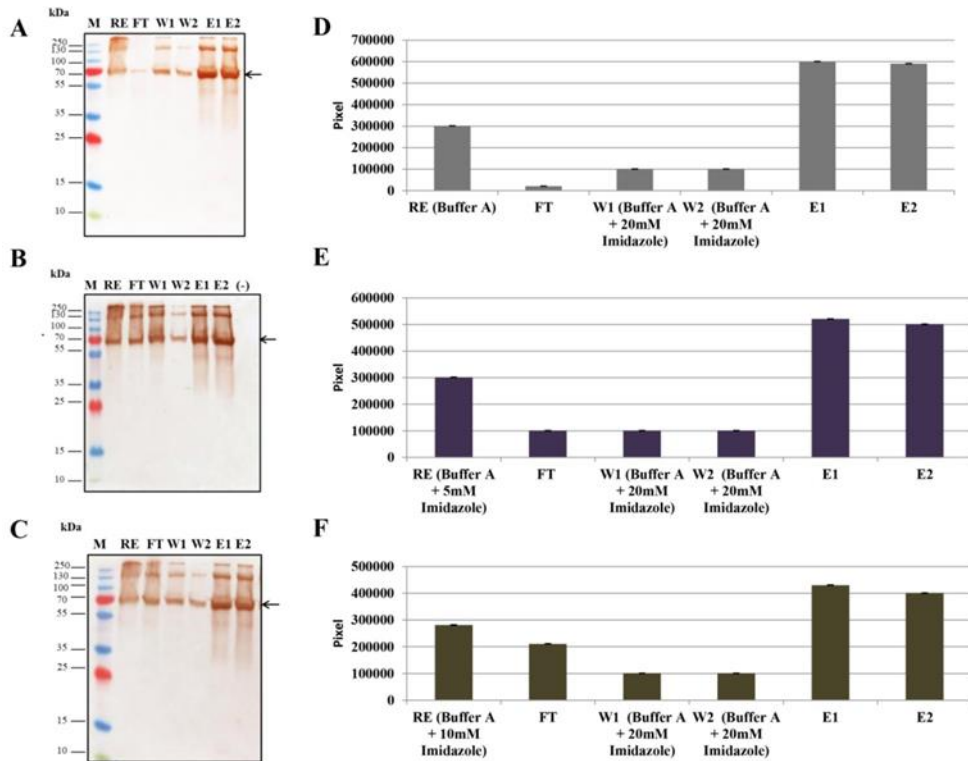 A
kDa
M RE FT W1 W2 E1 E2
250
130
100
70
55
35
25
15
10
B
kDa
M RE FT W1 W2 E1 E2 (-)
250
130
100
70
55
35
25
15
10
C
kDa
M RE FT W1 W2 E1 E2
250
130
100
70
55
35
25
15
10
D
Pixel
700000
600000
500000
400000
300000
200000
100000
0
RE (Buffer A) FT W1 (Buffer A W2 (Buffer A E1 E2
+ 20mM + 20mM
Imidazole) Imidazole)
E
Pixel
600000
500000
400000
300000
200000
100000
0
RE (Buffer A FT W1 (Buffer A W2 (Buffer A E1 E2
+ 5mM + 20mM + 20mM
Imidazole) Imidazole) Imidazole)
F
Pixel
500000
400000
300000
200000
100000
0
RE (Buffer A FT W1 (Buffer A W2 (Buffer A E1 E2
+ 10mM + 20mM + 20mM
Imidazole) Imidazole) Imidazole)